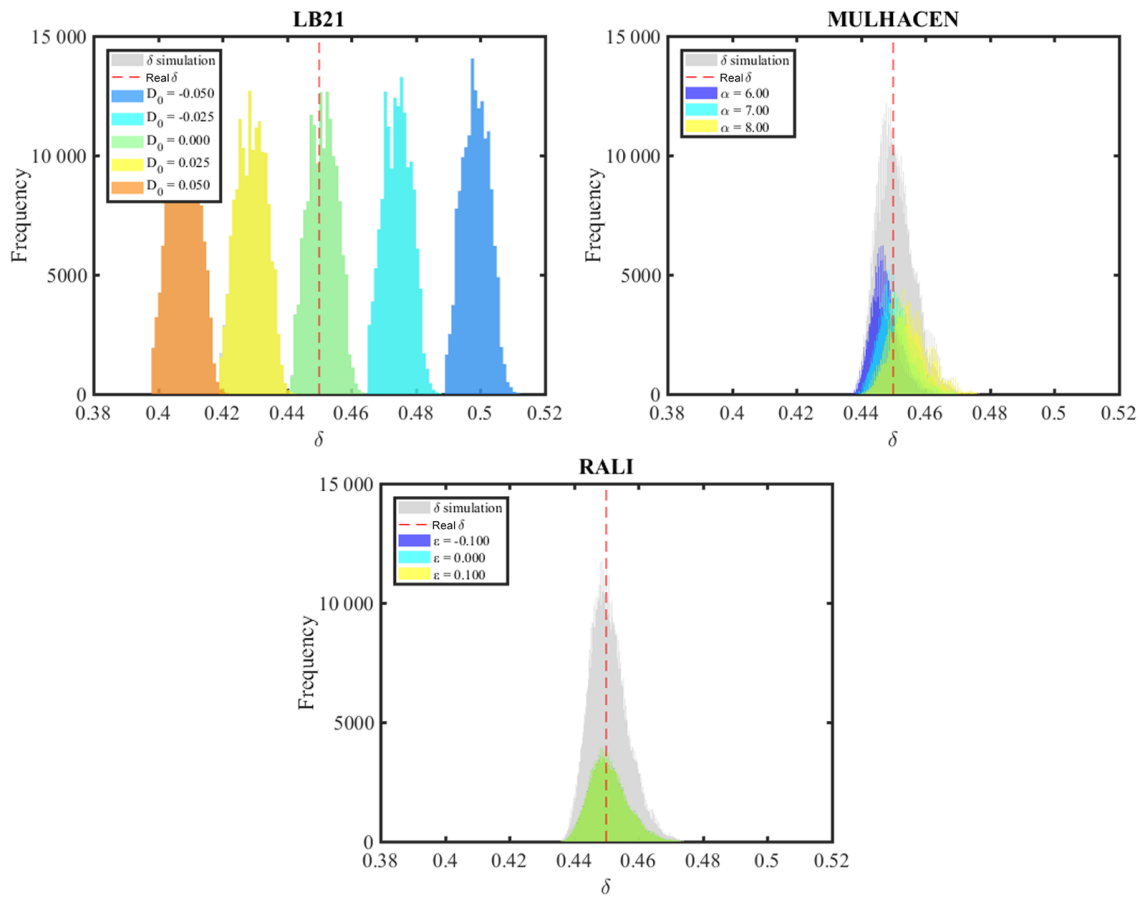 LB21
15 000
10 000
5000
0
Frequency
δ simulation
Real δ
D0 = -0.050
D0 = -0.025
D0 = 0.000
D0 = 0.025
D0 = 0.050
0.38 0.4 0.42 0.44 0.46 0.48 0.5 0.52
δ
MULHACEN
15 000
10 000
5000
0
Frequency
δ simulation
Real δ
α = 6.00
α = 7.00
α = 8.00
0.38 0.4 0.42 0.44 0.46 0.48 0.5 0.52
δ
RALI
15 000
10 000
5000
0
Frequency
δ simulation
Real δ
ε = -0.100
ε = 0.000
ε = 0.100
0.38 0.4 0.42 0.44 0.46 0.48 0.5 0.52
δ